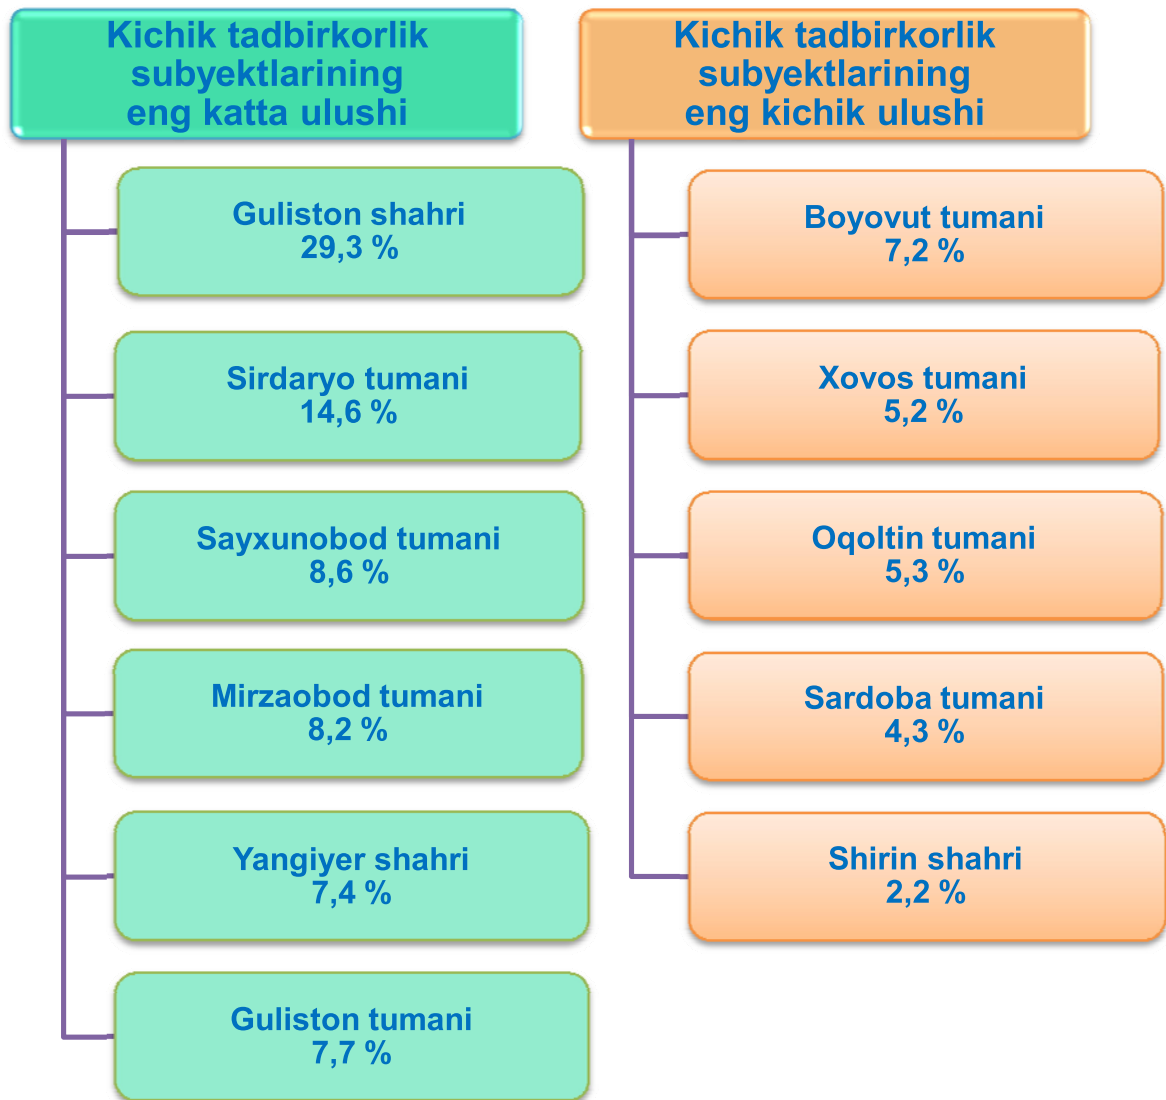 Kichik tadbirkorlik
subyektlarining
eng katta ulushi
Guliston shahri
29,3 %
Sirdaryo tumani
14,6 %
Sayxunobod tumani
8,6 %
Mirzaobod tumani
8,2 %
Yangiyer shahri
7,4 %
Guliston tumani
7,7 %
Kichik tadbirkorlik
subyektlarining
eng kichik ulushi
Boyovut tumani
7,2 %
Xovos tumani
5,2 %
Oqoltin tumani
5,3 %
Sardoba tumani
4,3 %
Shirin shahri
2,2 %